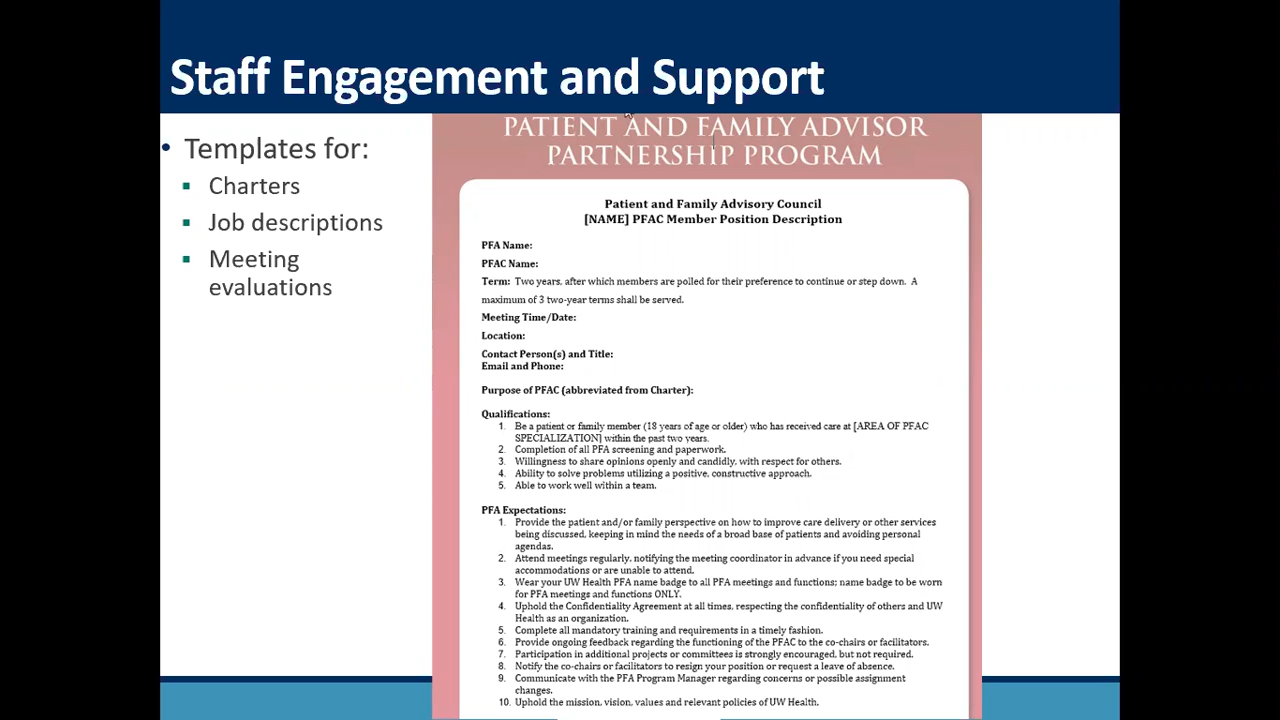 Staff Engagement and Support
• Templates for:
▪ Charters
▪ Job descriptions
▪ Meeting
evaluations
PATIENT AND FAMILY ADVISOR
PARTNERSHIP PROGRAM
Patient and Family Advisory Council
[NAME] PFAC Member Position Description
PFA Name:
PFAC Name:
Term: Two years, after which members are polled for their preference to continue or step down. A
maximum of 3 two-year terms shall be served.
Meeting Time/Date:
Location:
Contact Person(s) and Title:
Email and Phone:
Purpose of PFAC (abbreviated from Charter):
Qualifications:
1. Be a patient or family member (18 years of age or older) who has received care at [AREA OF PFAC
SPECIALIZATION] within the past two years.
2. Completion of all PFA screening and paperwork.
3. Willingness to share opinions openly and candidly, with respect for others.
4. Ability to solve problems utilizing a positive, constructive approach.
5. Able to work well within a team.
PFA Expectations:
1. Provide the patient and/or family perspective on how to improve care delivery or other services
being discussed, keeping in mind the needs of a broad base of patients and avoiding personal
agendas.
2. Attend meetings regularly, notifying the meeting coordinator in advance if you need special
accommodations or are unable to attend.
3. Wear your UW Health PFA name badge to all PFA meetings and functions; name badge to be worn
for PFA meetings and functions ONLY.
4. Uphold the Confidentiality Agreement at all times, respecting the confidentiality of others and UW
Health as an organization.
5. Complete all mandatory training and requirements in a timely fashion.
6. Provide ongoing feedback regarding the functioning of the PFAC to the co-chairs or facilitators.
7. Participation in additional projects or committees is strongly encouraged, but not required.
8. Notify the co-chairs or facilitators to resign your position or request a leave of absence.
9. Communicate with the PFA Program Manager regarding concerns or possible assignment
changes.
10. Uphold the mission, vision, values and relevant policies of UW Health.